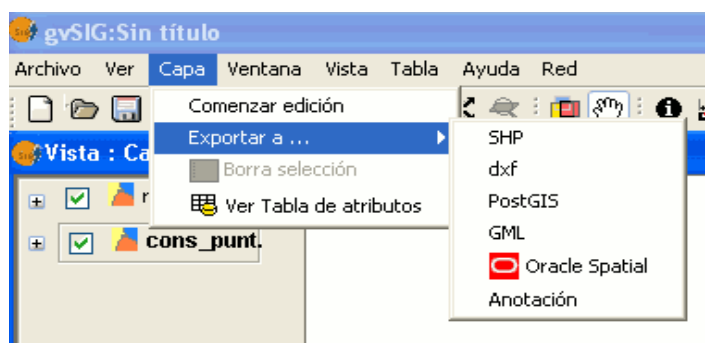 gvSIG:Sin título
Archivo Ver Capa Ventana Vista Tabla Ayuda Red
Comenzar edición
Exportar a ...
Borra selección
Ver Tabla de atributos
SHP
dxf
PostGIS
GML
Oracle Spatial
Anotación
Vista : Ca
cons_punt.